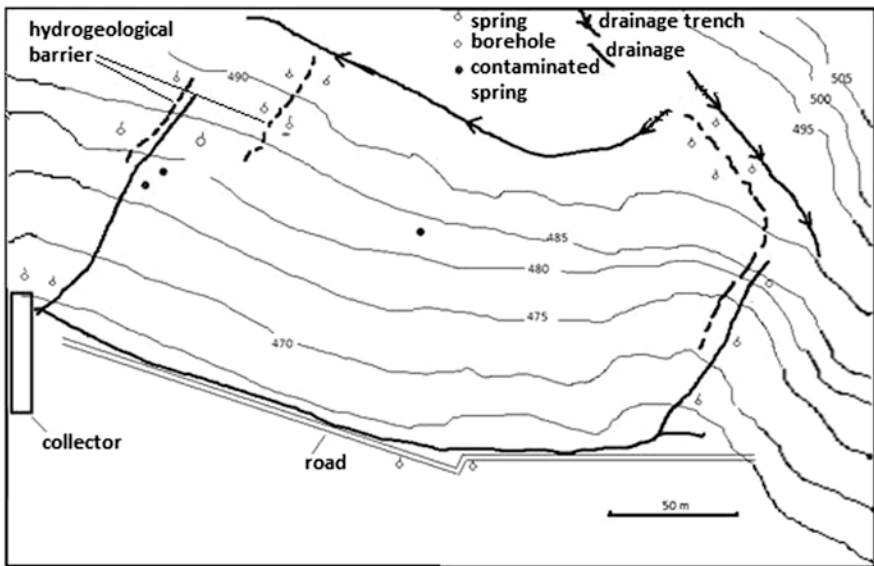 hydrogeological
barrier
spring
borehole
contaminated
spring
drainage trench
drainage
490
505
500
495
485
480
475
470
collector
road
50 m